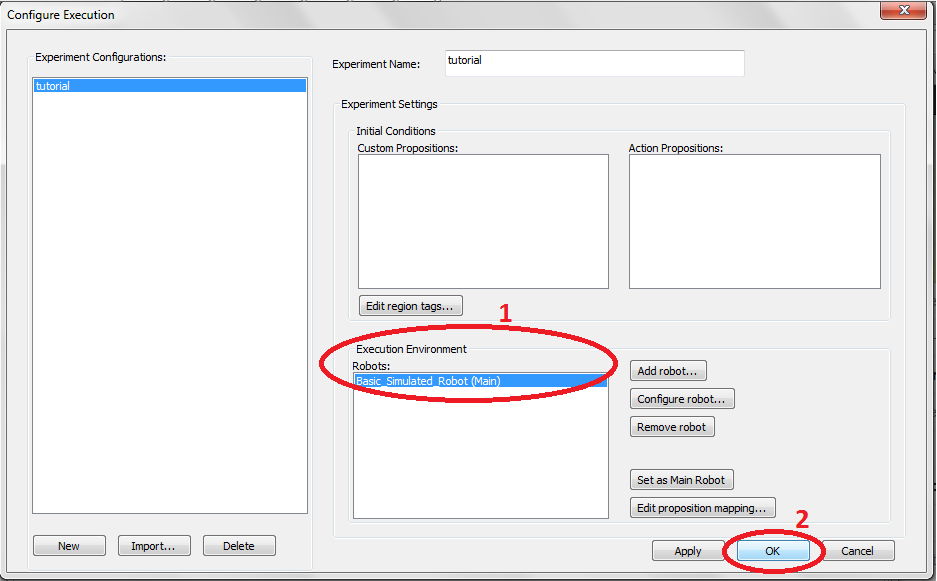 Configure Execution
Experiment Configurations:
tutorial
Experiment Name:
tutorial
Experiment Settings
Initial Conditions
Custom Propositions:
Action Propositions:
Edit region tags...
1
Execution Environment
Robots:
Basic_Simulated_Robot (Main)
Add robot...
Configure robot...
Remove robot
Set as Main Robot
Edit proposition mapping...
2
New
Import...
Delete
Apply
OK
Cancel